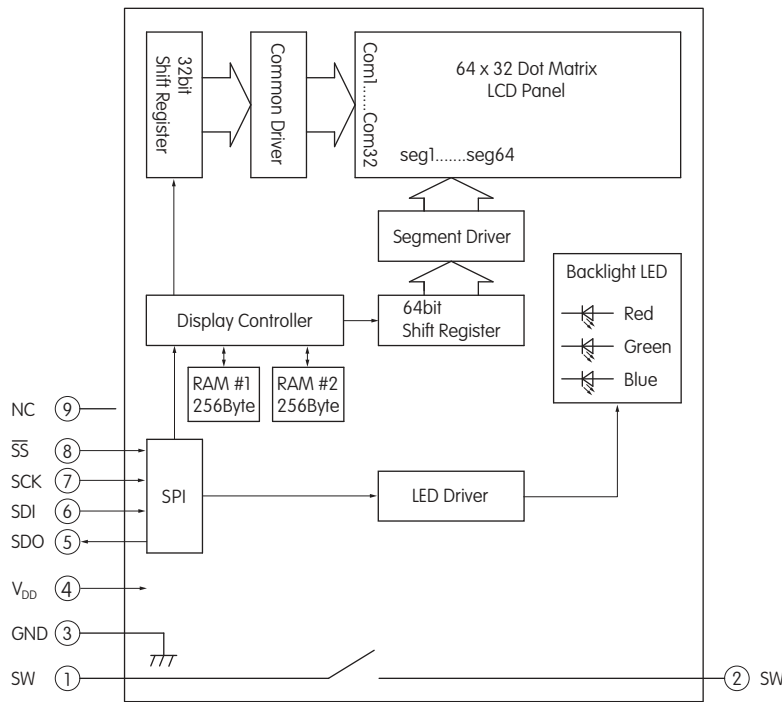 32bit
Shift Register
Common Driver
Com1......Com32
64 x 32 Dot Matrix
LCD Panel
seg1.......seg64
Segment Driver
Backlight LED
Red
Green
Blue
Display Controller
64bit
Shift Register
RAM #1
256Byte
RAM #2
256Byte
NC 9
SS 8
SCK 7
SDI 6
SDO 5
SPI
LED Driver
VDD 4
GND 3
SW 1
2 SW